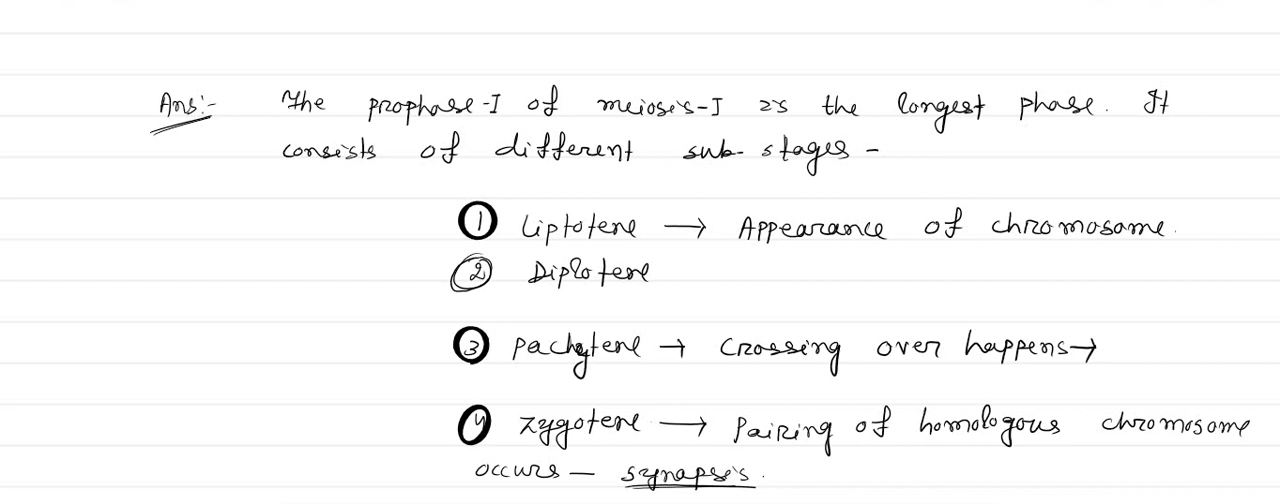 Ans:- The prophase-I of meiosis-I is the longest phase. It
consists of different sub-stages -
① Liptotene → Appearance of chromosome.
② Diplotene
③ Pachytene → Crossing over happens →
④ Zygotene → Pairing of homologous chromosome
occurs — synapsis.